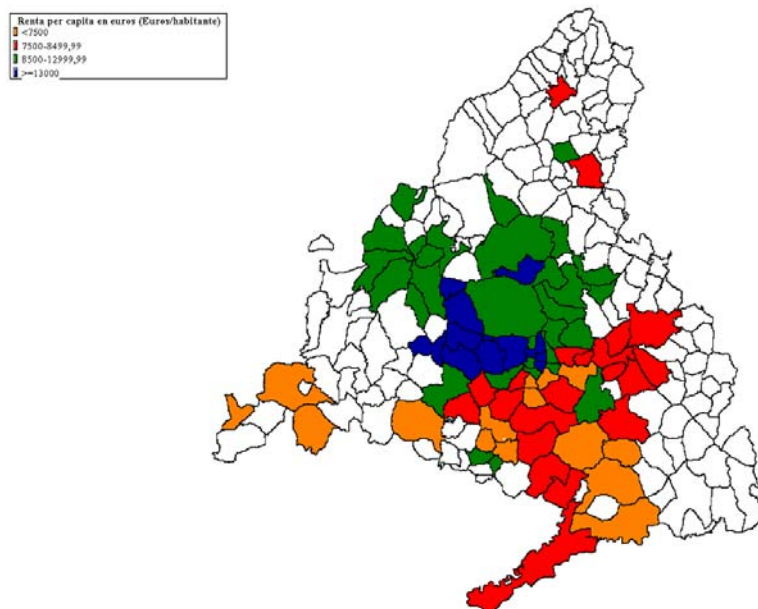 Renta per capita en euros (Euros/habitante)
<7500
7500-8499,99
8500-12999,99
>=13000